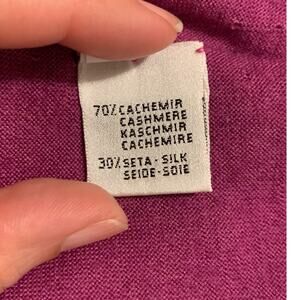 70% CACHEMIR
CASHMERE
KASCHMIR
CACHEMIRE
30% SETA - SILK
SEIDE-SOIE